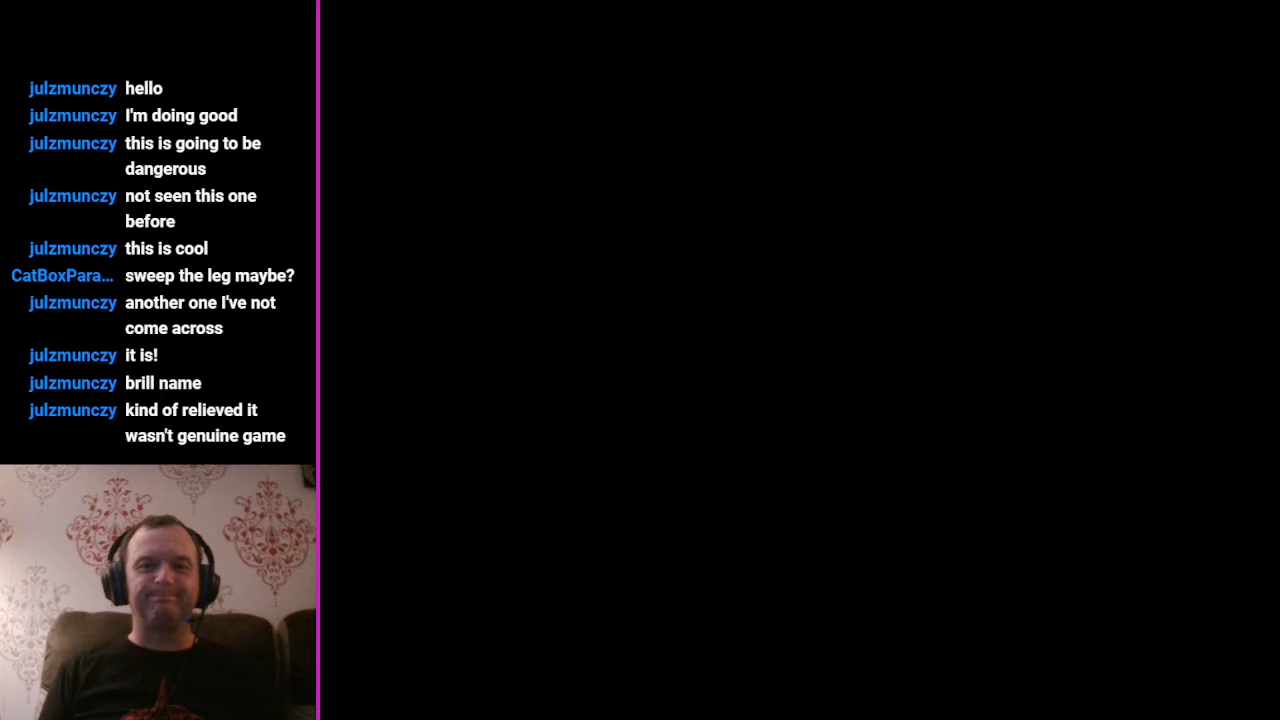 julzmunczy hello
julzmunczy I'm doing good
julzmunczy this is going to be
dangerous
julzmunczy not seen this one
before
julzmunczy this is cool
CatBoxPara... sweep the leg maybe?
julzmunczy another one I've not
come across
julzmunczy it is!
julzmunczy brill name
julzmunczy kind of relieved it
wasn't genuine game